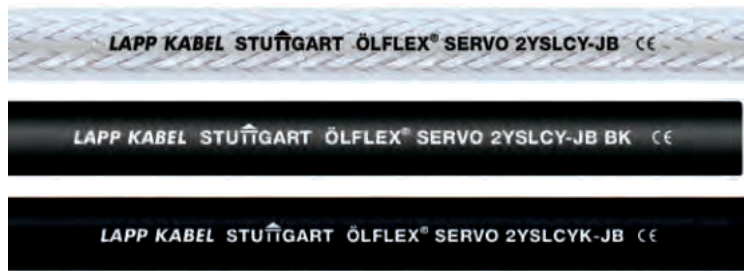 LAPP KABEL STUTTGART ÖLFLEX® SERVO 2YSLCY-JB CE
LAPP KABEL STUTTGART ÖLFLEX® SERVO 2YSLCY-JB BK CE
LAPP KABEL STUTTGART ÖLFLEX® SERVO 2YSLCYK-JB CE